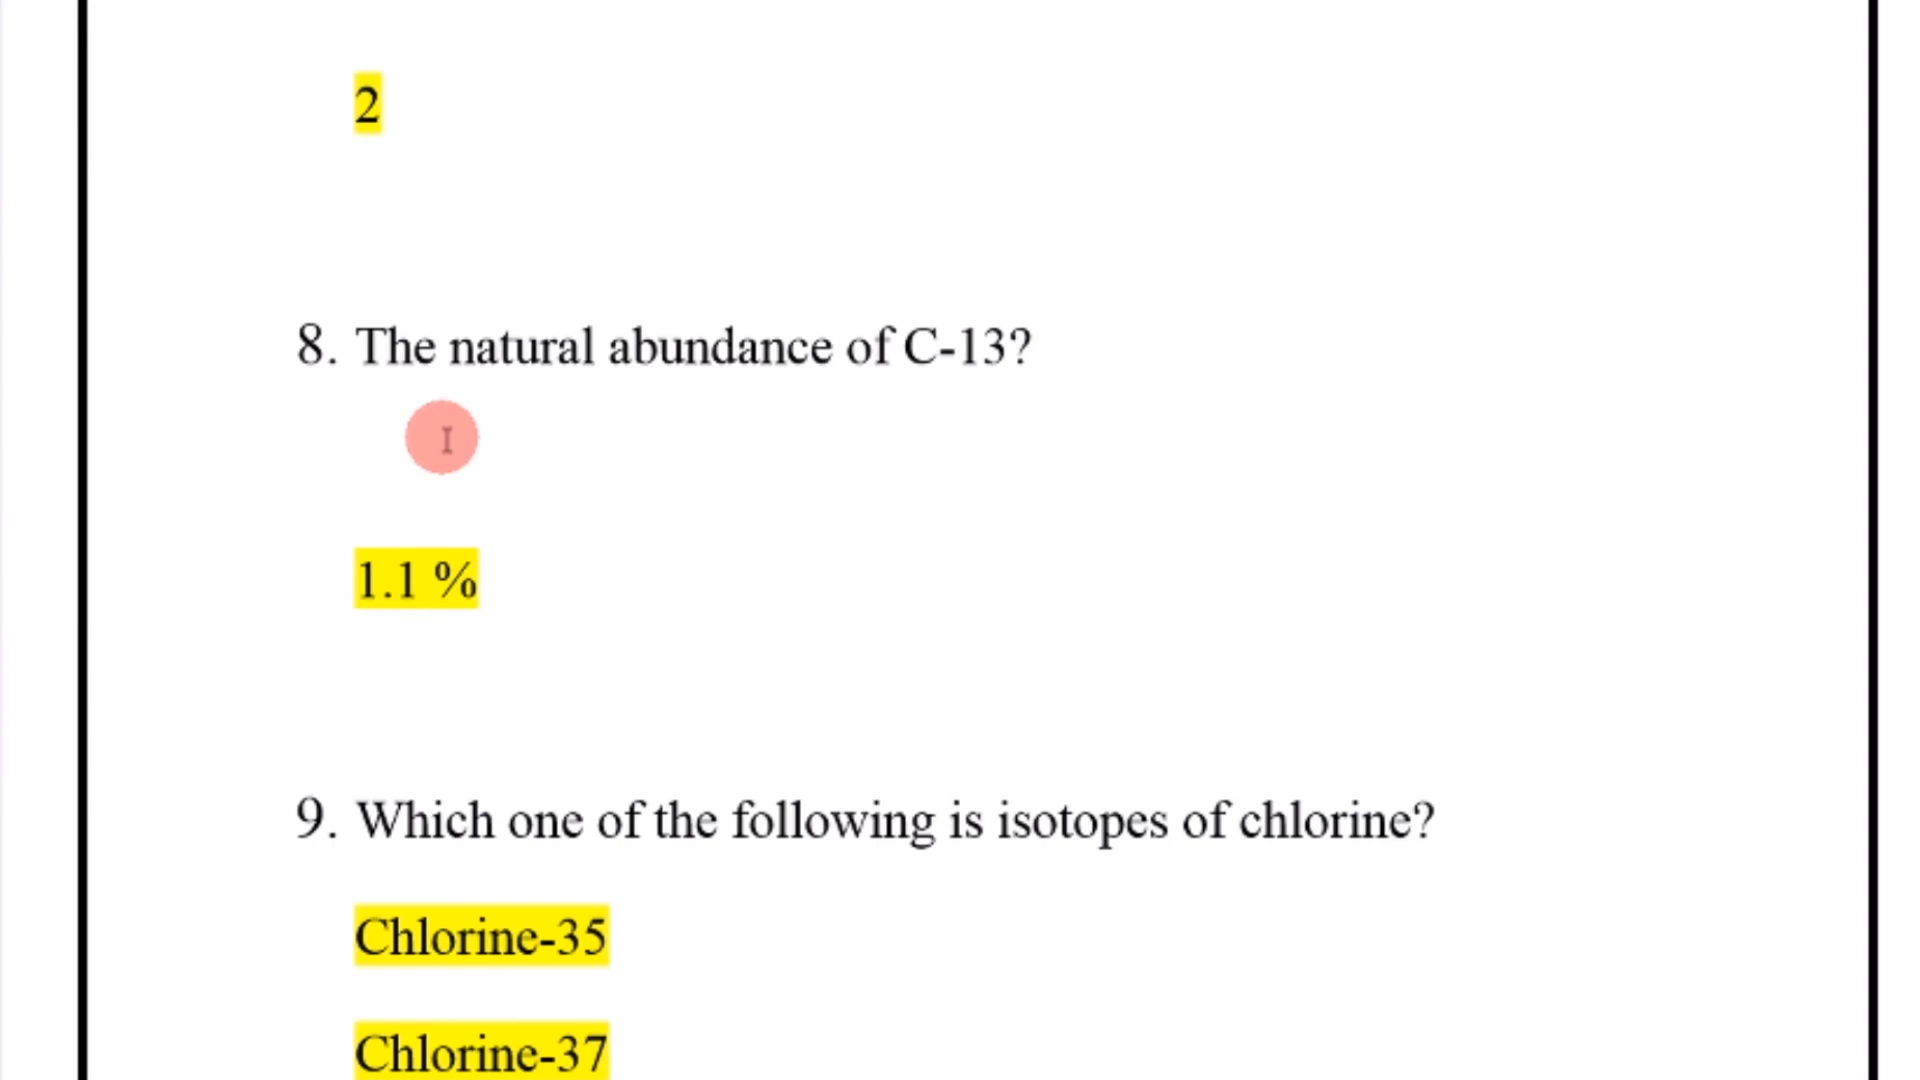 2
8. The natural abundance of C-13?
1.1 %
9. Which one of the following is isotopes of chlorine?
Chlorine-35
Chlorine-37